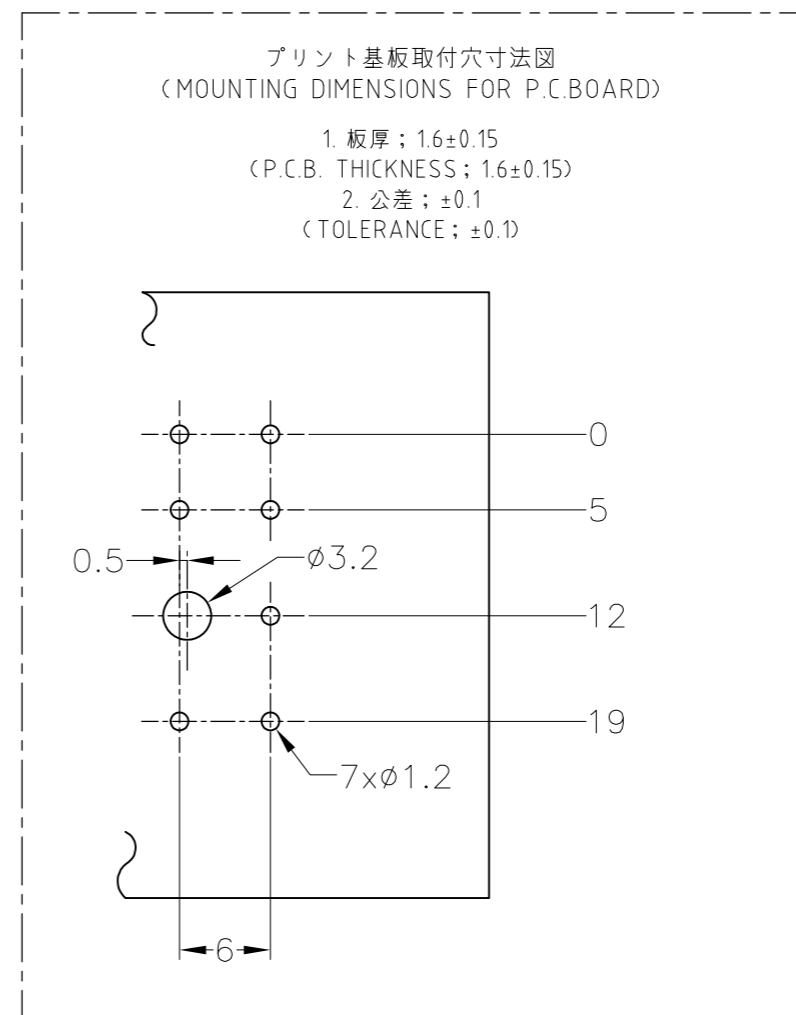 プリント基板取付穴寸法図
(MOUNTING DIMENSIONS FOR P.C.BOARD)
1. 板厚；1.6±0.15
(P.C.B. THICKNESS；1.6±0.15)
2. 公差；±0.1
(TOLERANCE；±0.1)
0
5
0.5
φ3.2
12
19
7xφ1.2
6